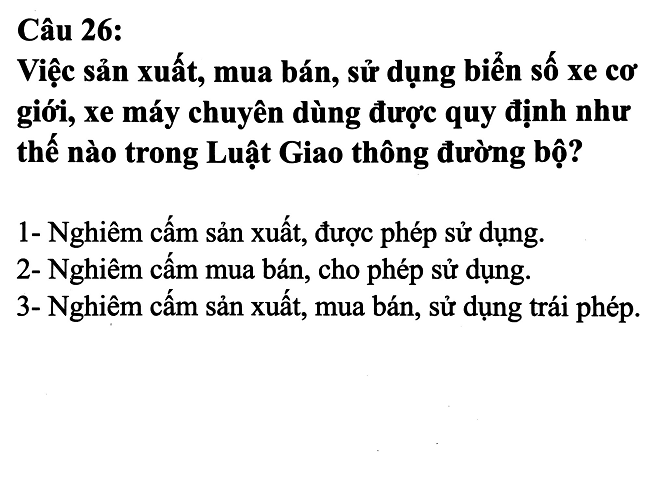 Câu 26:
Việc sản xuất, mua bán, sử dụng biển số xe cơ
giới, xe máy chuyên dùng được quy định như
thế nào trong Luật Giao thông đường bộ?
1- Nghiêm cấm sản xuất, được phép sử dụng.
2- Nghiêm cấm mua bán, cho phép sử dụng.
3- Nghiêm cấm sản xuất, mua bán, sử dụng trái phép.